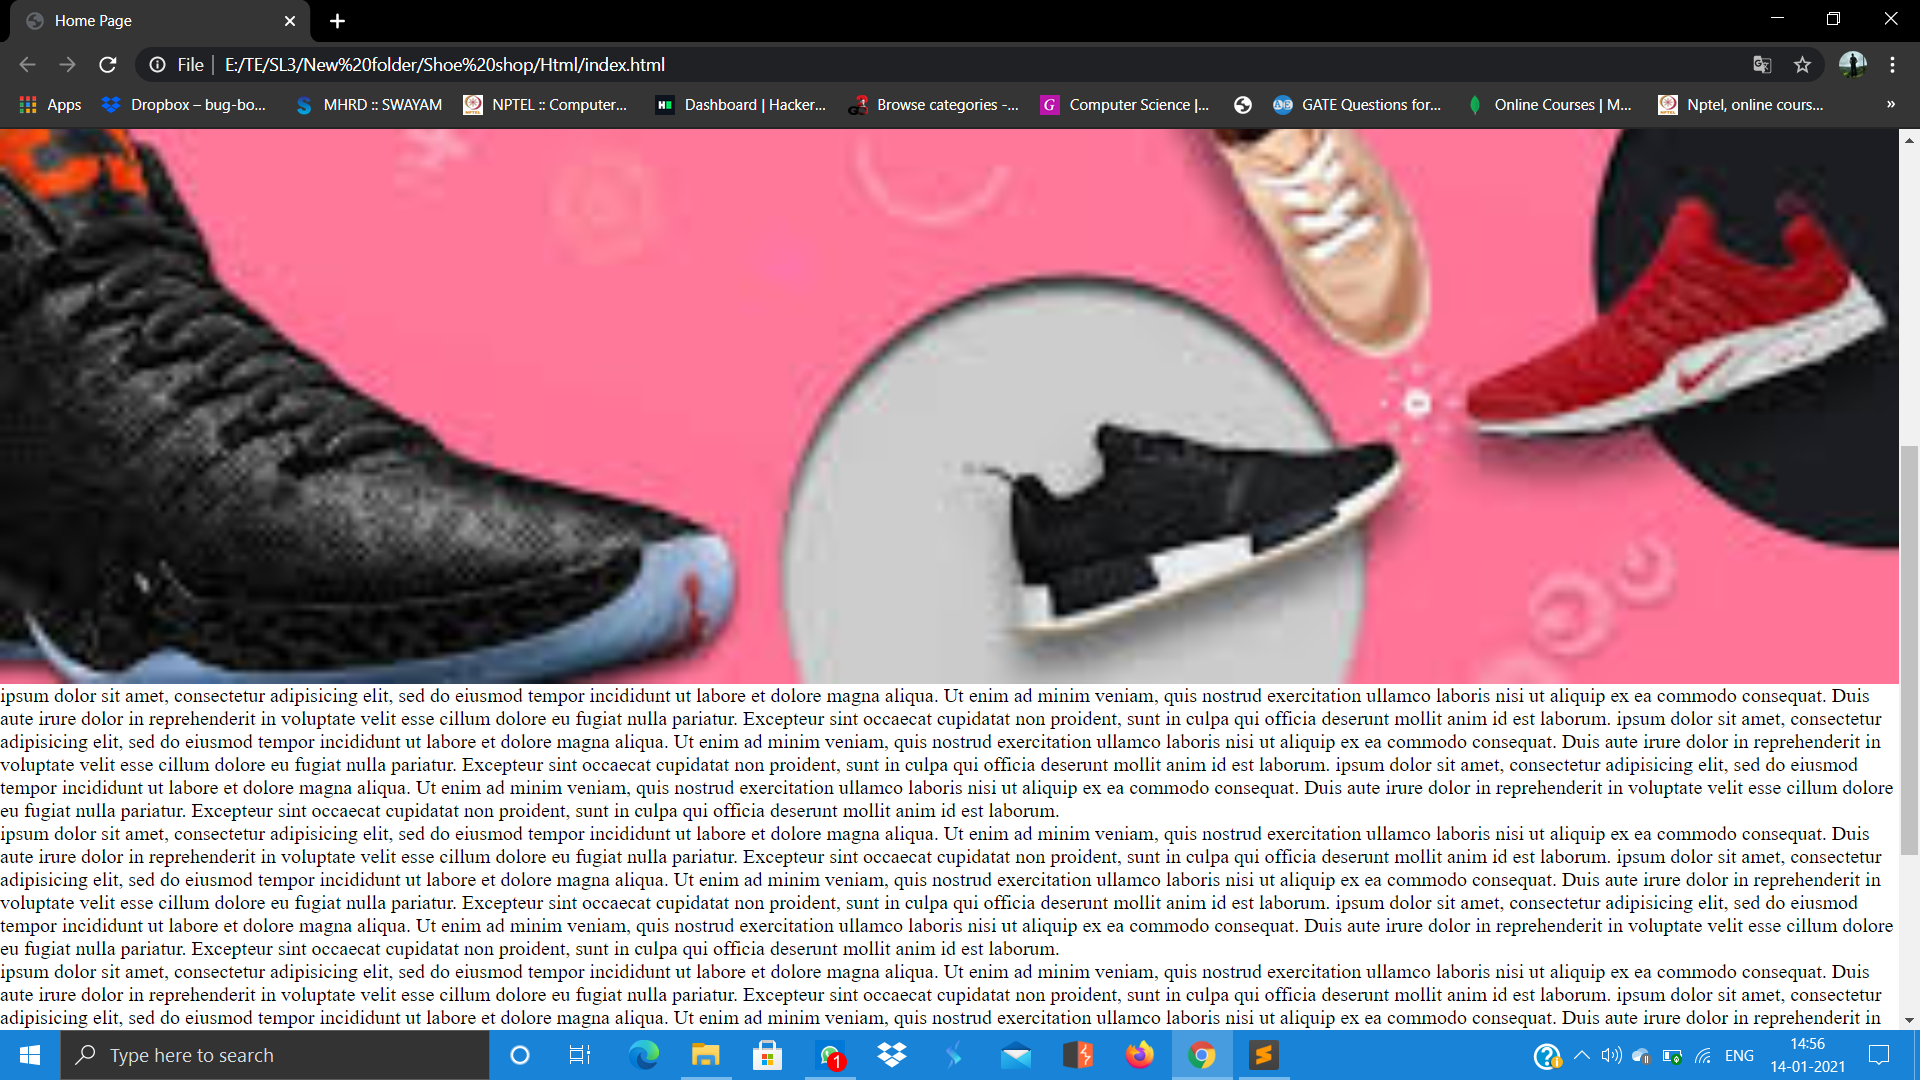 Home Page
File | E:/TE/SL3/New%20folder/Shoe%20shop/Html/index.html
Apps Dropbox – bug-bo... MHRD :: SWAYAM NPTEL :: Computer... Dashboard | Hacker... Browse categories -... Computer Science |... GATE Questions for... Online Courses | M... Nptel, online cours... »
ipsum dolor sit amet, consectetur adipisicing elit, sed do eiusmod tempor incididunt ut labore et dolore magna aliqua. Ut enim ad minim veniam, quis nostrud exercitation ullamco laboris nisi ut aliquip ex ea commodo consequat. Duis
aute irure dolor in reprehenderit in voluptate velit esse cillum dolore eu fugiat nulla pariatur. Excepteur sint occaecat cupidatat non proident, sunt in culpa qui officia deserunt mollit anim id est laborum. ipsum dolor sit amet, consectetur
adipisicing elit, sed do eiusmod tempor incididunt ut labore et dolore magna aliqua. Ut enim ad minim veniam, quis nostrud exercitation ullamco laboris nisi ut aliquip ex ea commodo consequat. Duis aute irure dolor in reprehenderit in
voluptate velit esse cillum dolore eu fugiat nulla pariatur. Excepteur sint occaecat cupidatat non proident, sunt in culpa qui officia deserunt mollit anim id est laborum. ipsum dolor sit amet, consectetur adipisicing elit, sed do eiusmod
tempor incididunt ut labore et dolore magna aliqua. Ut enim ad minim veniam, quis nostrud exercitation ullamco laboris nisi ut aliquip ex ea commodo consequat. Duis aute irure dolor in reprehenderit in voluptate velit esse cillum dolore
eu fugiat nulla pariatur. Excepteur sint occaecat cupidatat non proident, sunt in culpa qui officia deserunt mollit anim id est laborum.
ipsum dolor sit amet, consectetur adipisicing elit, sed do eiusmod tempor incididunt ut labore et dolore magna aliqua. Ut enim ad minim veniam, quis nostrud exercitation ullamco laboris nisi ut aliquip ex ea commodo consequat. Duis
aute irure dolor in reprehenderit in voluptate velit esse cillum dolore eu fugiat nulla pariatur. Excepteur sint occaecat cupidatat non proident, sunt in culpa qui officia deserunt mollit anim id est laborum. ipsum dolor sit amet, consectetur
adipisicing elit, sed do eiusmod tempor incididunt ut labore et dolore magna aliqua. Ut enim ad minim veniam, quis nostrud exercitation ullamco laboris nisi ut aliquip ex ea commodo consequat. Duis aute irure dolor in reprehenderit in
voluptate velit esse cillum dolore eu fugiat nulla pariatur. Excepteur sint occaecat cupidatat non proident, sunt in culpa qui officia deserunt mollit anim id est laborum. ipsum dolor sit amet, consectetur adipisicing elit, sed do eiusmod
tempor incididunt ut labore et dolore magna aliqua. Ut enim ad minim veniam, quis nostrud exercitation ullamco laboris nisi ut aliquip ex ea commodo consequat. Duis aute irure dolor in reprehenderit in voluptate velit esse cillum dolore
eu fugiat nulla pariatur. Excepteur sint occaecat cupidatat non proident, sunt in culpa qui officia deserunt mollit anim id est laborum.
ipsum dolor sit amet, consectetur adipisicing elit, sed do eiusmod tempor incididunt ut labore et dolore magna aliqua. Ut enim ad minim veniam, quis nostrud exercitation ullamco laboris nisi ut aliquip ex ea commodo consequat. Duis
aute irure dolor in reprehenderit in voluptate velit esse cillum dolore eu fugiat nulla pariatur. Excepteur sint occaecat cupidatat non proident, sunt in culpa qui officia deserunt mollit anim id est laborum. ipsum dolor sit amet, consectetur
adipisicing elit, sed do eiusmod tempor incididunt ut labore et dolore magna aliqua. Ut enim ad minim veniam, quis nostrud exercitation ullamco laboris nisi ut aliquip ex ea commodo consequat. Duis aute irure dolor in reprehenderit in
Type here to search
1
ENG
14:56
14-01-2021